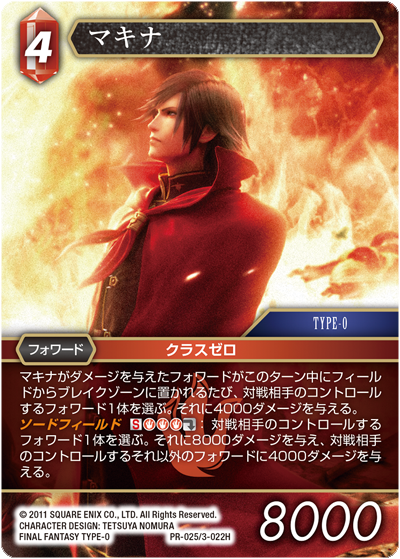 4
マキナ
TYPE-0
フォワード
クラスゼロ
マキナがダメージを与えたフォワードがこのターン中にフィール
ドからブレイクゾーンに置かれるたび、対戦相手のコントロール
するフォワード1体を選ぶ。それに4000ダメージを与える。
ソードフィールド S : 対戦相手のコントロールする
フォワード1体を選ぶ。それに8000ダメージを与え、対戦相手
のコントロールするそれ以外のフォワードに4000ダメージを与
える。
© 2011 SQUARE ENIX CO., LTD. All Rights Reserved.
CHARACTER DESIGN: TETSUYA NOMURA
FINAL FANTASY TYPE-0
PR-025/3-022H
8000